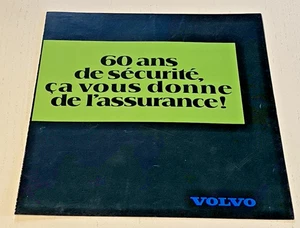 60 ans
de sécurité,
ça vous donne
de l'assurance!
VOLVO